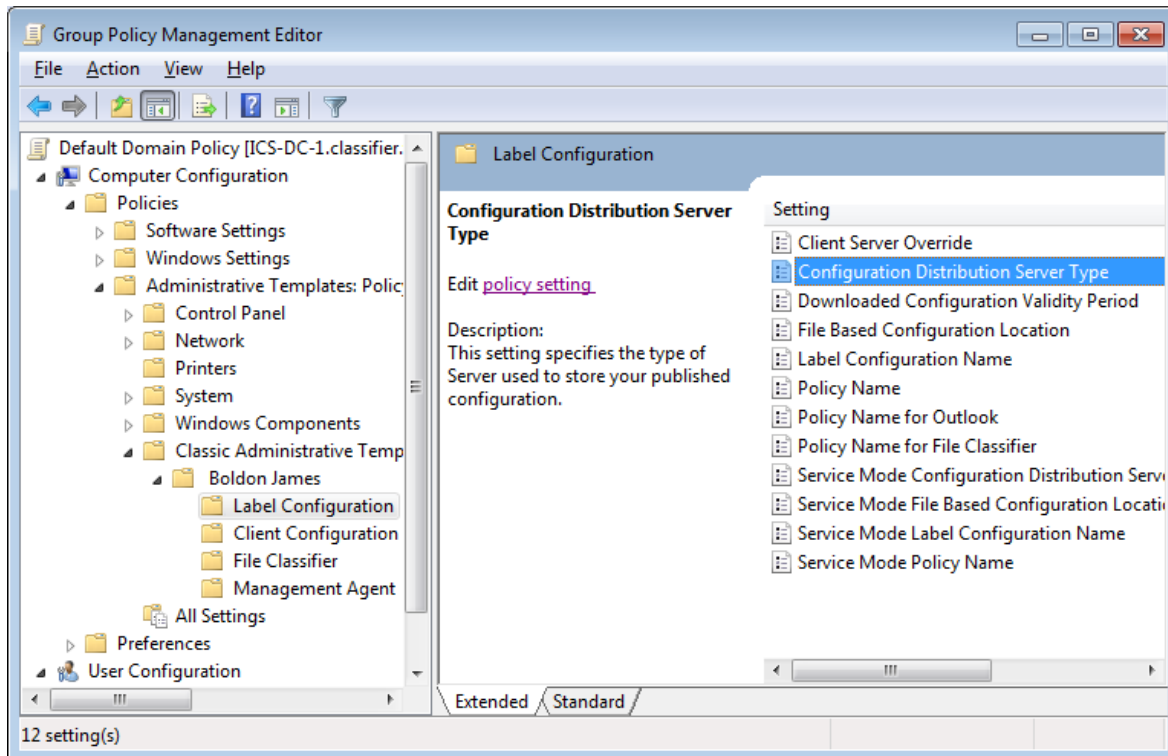 Group Policy Management Editor
File Action View Help
Default Domain Policy [ICS-DC-1.classifier.
Computer Configuration
Policies
Software Settings
Windows Settings
Administrative Templates: Polic
Control Panel
Network
Printers
System
Windows Components
Classic Administrative Temp
Boldon James
Label Configuration
Client Configuration
File Classifier
Management Agent
All Settings
Preferences
User Configuration
Label Configuration
Configuration Distribution Server
Type
Edit policy setting
Description:
This setting specifies the type of
Server used to store your published
configuration.
Setting
Client Server Override
Configuration Distribution Server Type
Downloaded Configuration Validity Period
File Based Configuration Location
Label Configuration Name
Policy Name
Policy Name for Outlook
Policy Name for File Classifier
Service Mode Configuration Distribution Serv
Service Mode File Based Configuration Locati
Service Mode Label Configuration Name
Service Mode Policy Name
Extended Standard
12 setting(s)